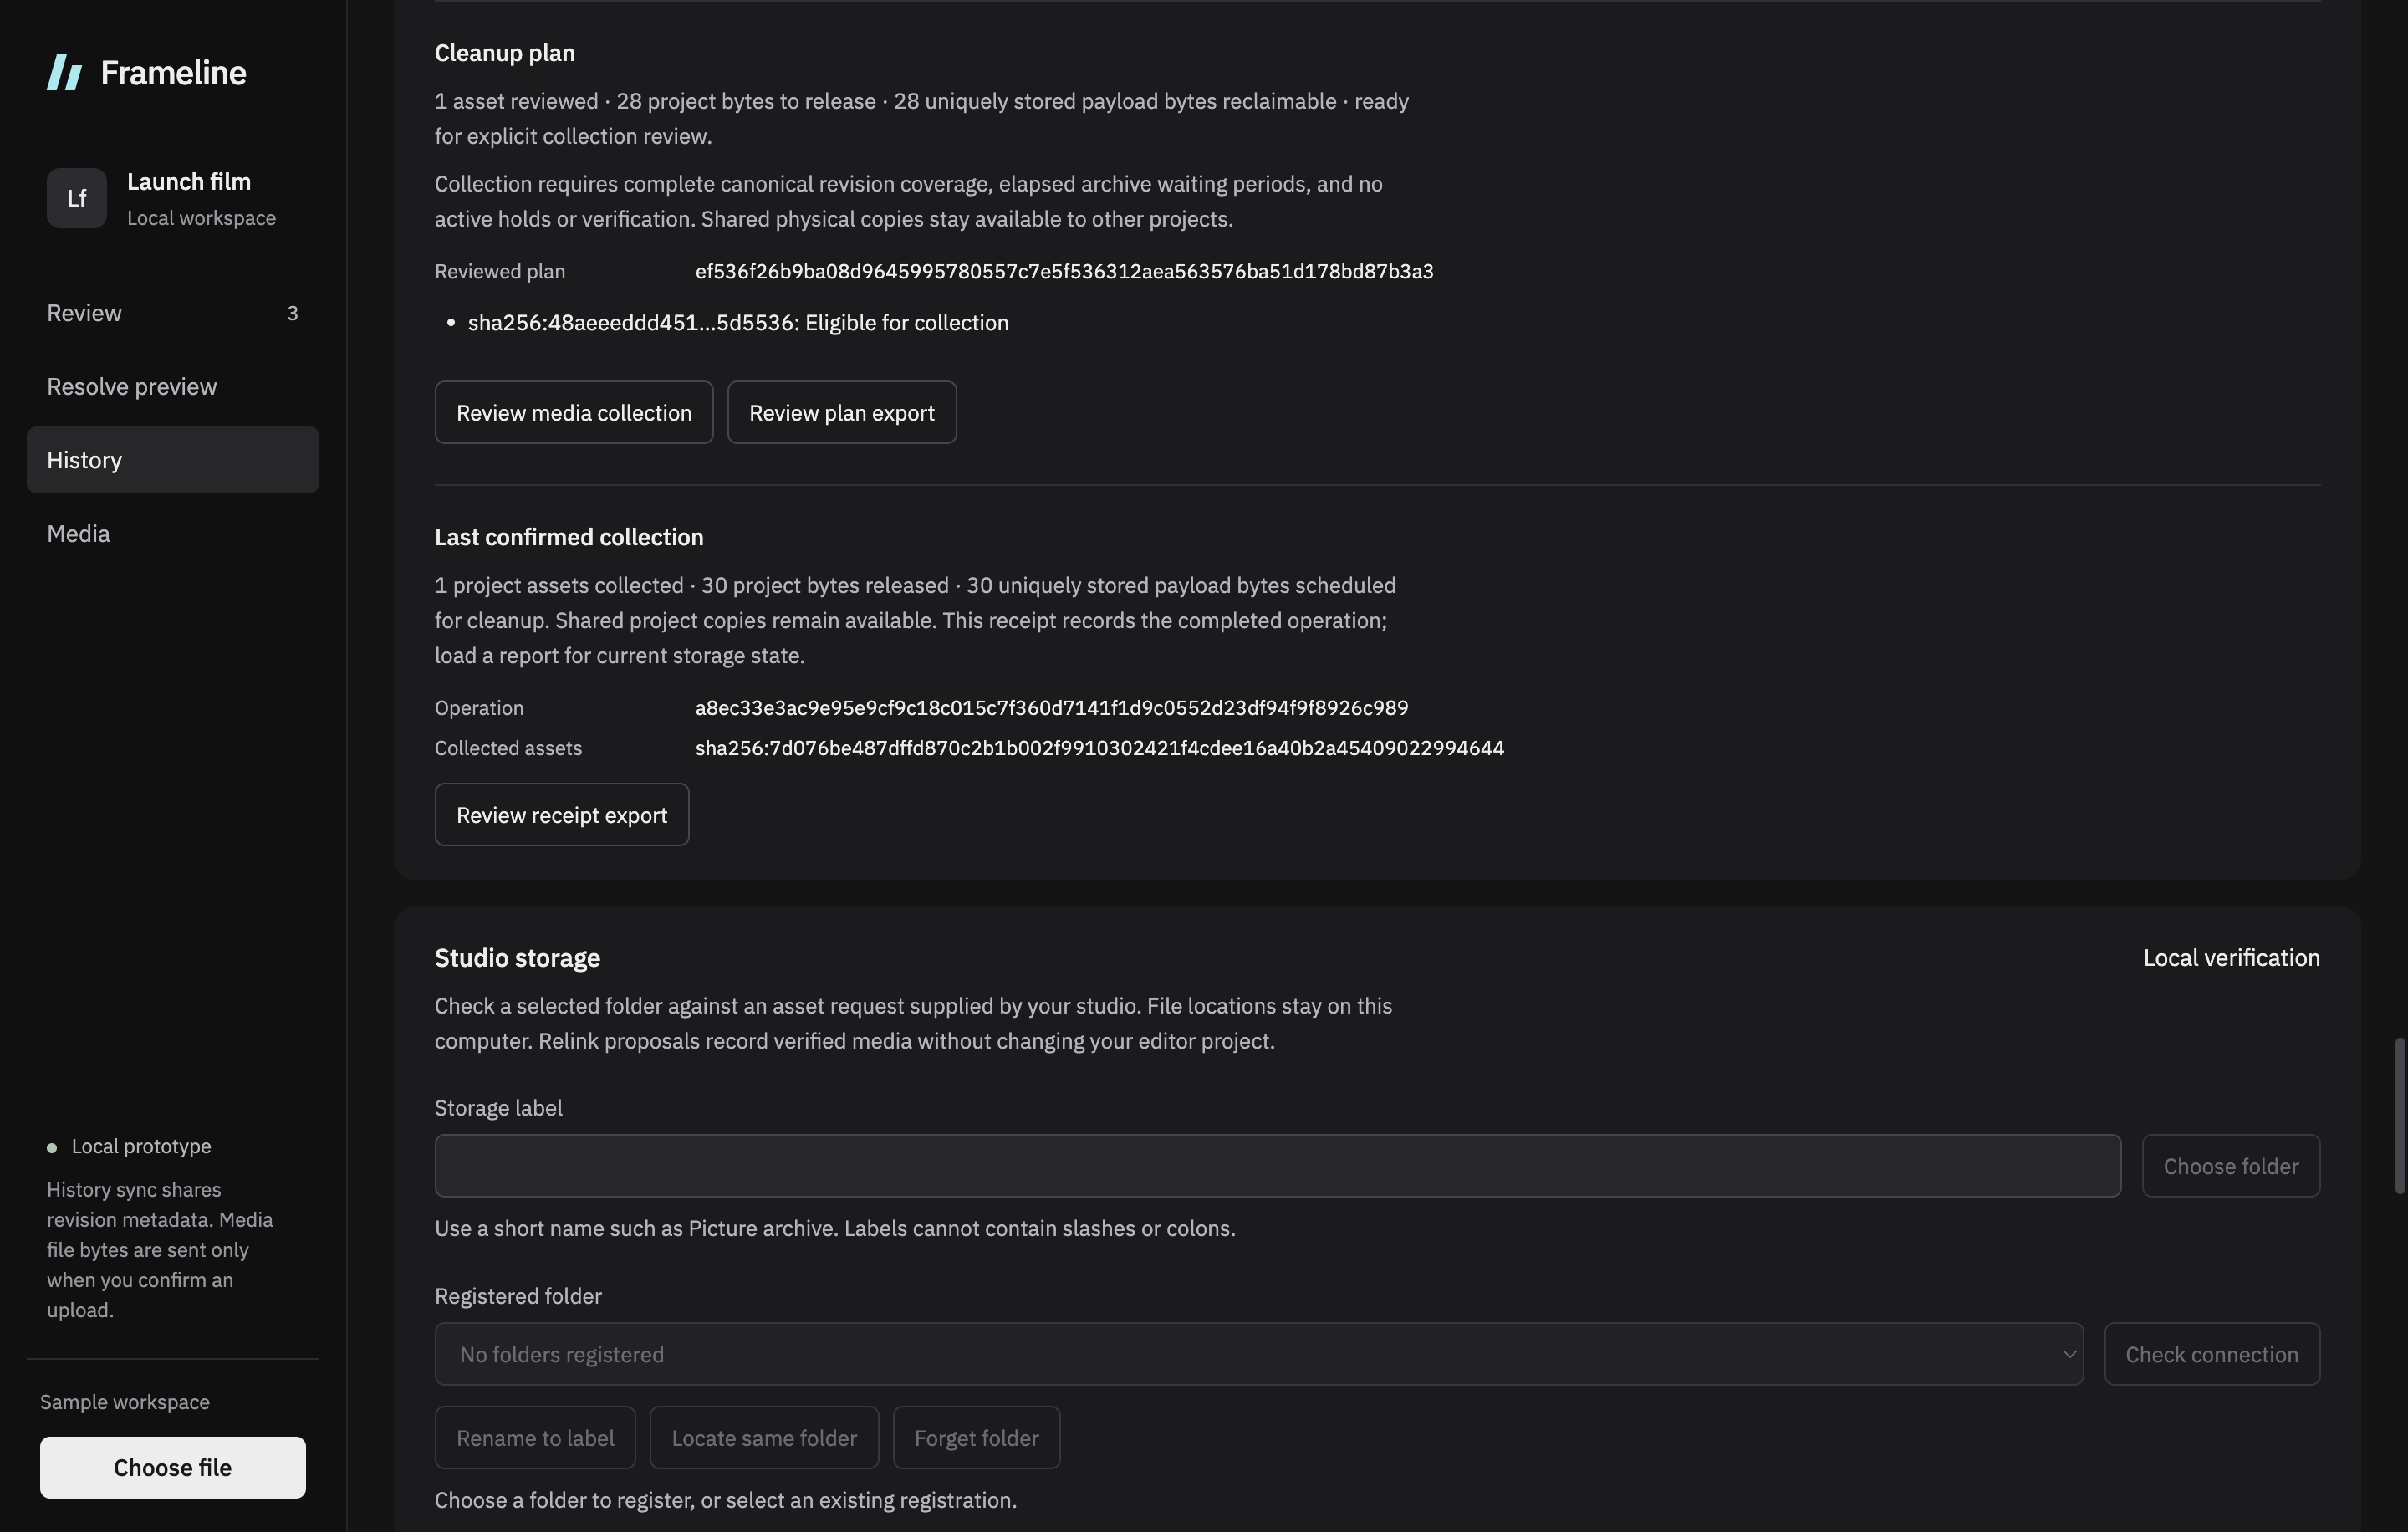 Frameline
Lf
Launch film
Local workspace
Review 3
Resolve preview
History
Media
Local prototype
History sync shares
revision metadata. Media
file bytes are sent only
when you confirm an
upload.
Sample workspace
Choose file
Cleanup plan
1 asset reviewed · 28 project bytes to release · 28 uniquely stored payload bytes reclaimable · ready
for explicit collection review.
Collection requires complete canonical revision coverage, elapsed archive waiting periods, and no
active holds or verification. Shared physical copies stay available to other projects.
Reviewed plan ef536f26b9ba08d9645995780557c7e5f536312aea563576ba51d178bd87b3a3
• sha256:48aeeeddd451…5d5536: Eligible for collection
Review media collection Review plan export
Last confirmed collection
1 project assets collected · 30 project bytes released · 30 uniquely stored payload bytes scheduled
for cleanup. Shared project copies remain available. This receipt records the completed operation;
load a report for current storage state.
Operation a8ec33e3ac9e95e9cf9c18c015c7f360d7141f1d9c0552d23df94f9f8926c989
Collected assets sha256:7d076be487dffd870c2b1b002f9910302421f4cdee16a40b2a45409022994644
Review receipt export
Studio storage Local verification
Check a selected folder against an asset request supplied by your studio. File locations stay on this
computer. Relink proposals record verified media without changing your editor project.
Storage label
Choose folder
Use a short name such as Picture archive. Labels cannot contain slashes or colons.
Registered folder
No folders registered Check connection
Rename to label Locate same folder Forget folder
Choose a folder to register, or select an existing registration.